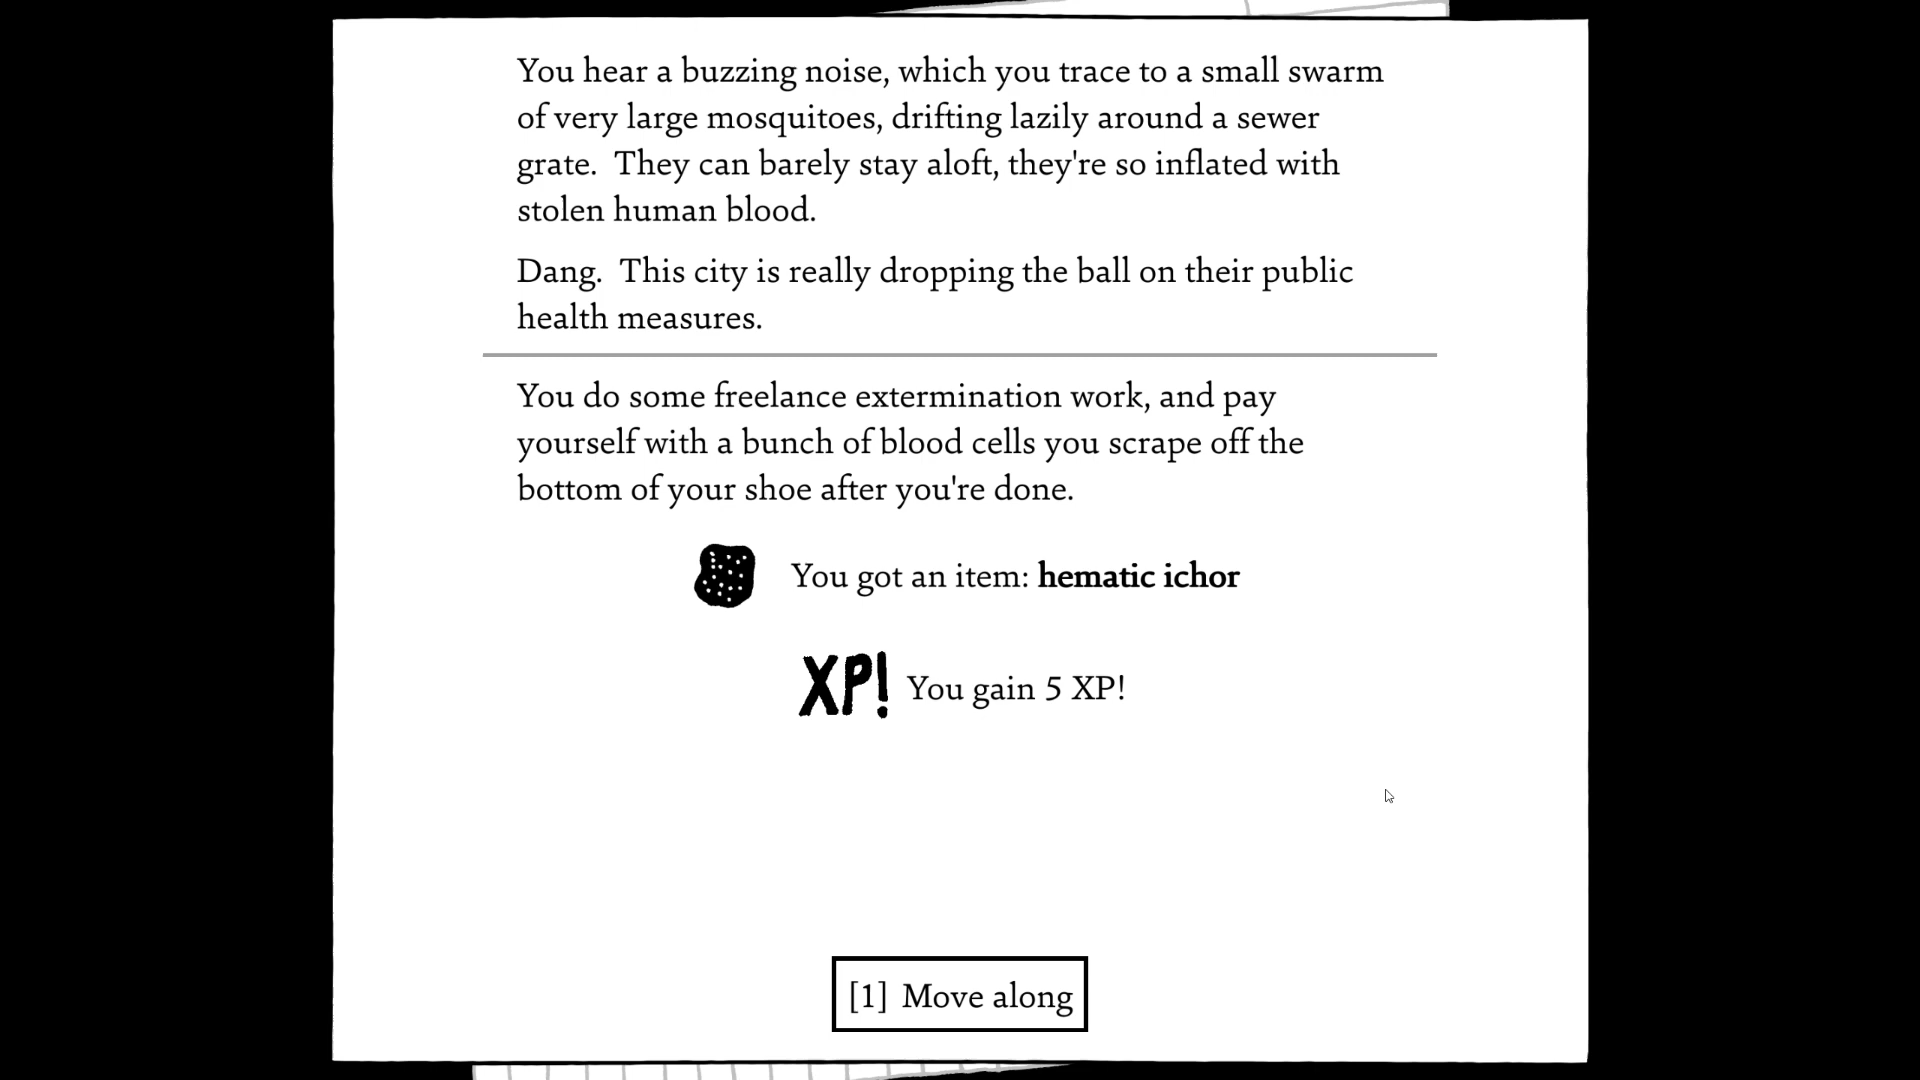 You hear a buzzing noise, which you trace to a small swarm
of very large mosquitoes, drifting lazily around a sewer
grate.  They can barely stay aloft, they're so inflated with
stolen human blood.
Dang.  This city is really dropping the ball on their public
health measures.
You do some freelance extermination work, and pay
yourself with a bunch of blood cells you scrape off the
bottom of your shoe after you're done.
You got an item: hematic ichor
XP! You gain 5 XP!
[1] Move along